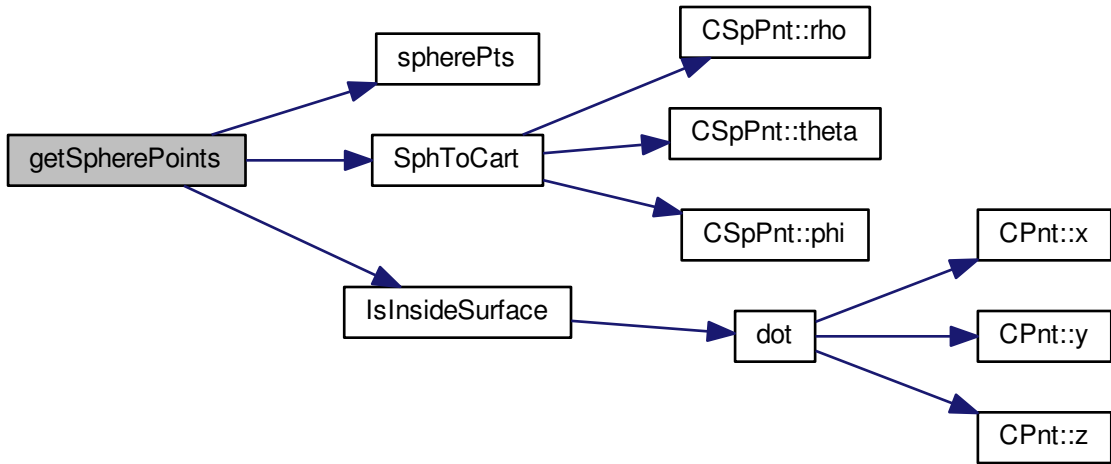 getSpherePoints
spherePts
SphToCart
IsInsideSurface
CSpPnt::rho
CSpPnt::theta
CSpPnt::phi
dot
CPnt::x
CPnt::y
CPnt::z